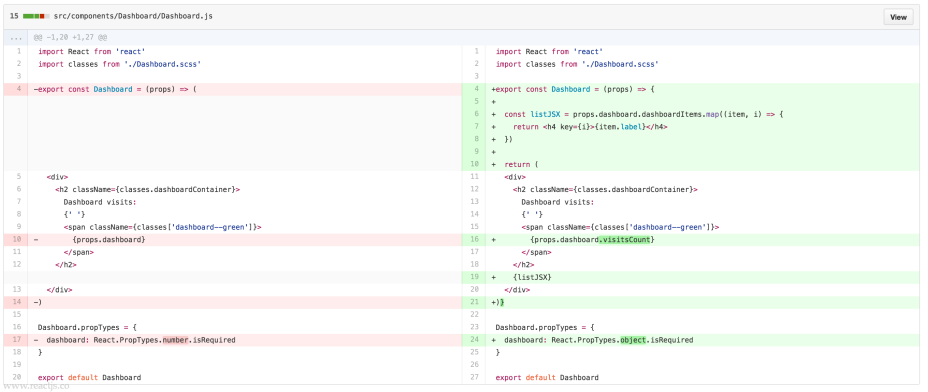 15 src/components/Dashboard/Dashboard.js View
... @@ -1,20 +1,27 @@
1 import React from 'react' 1 import React from 'react'
2 import classes from './Dashboard.scss' 2 import classes from './Dashboard.scss'
3 3
4 -export const Dashboard = (props) => ( 4 +export const Dashboard = (props) => {
5 +
6 + const listJSX = props.dashboard.dashboardItems.map((item, i) => {
7 + return <h4 key={i}>{item.label}</h4>
8 + })
9 +
10 + return (
5 <div> 11 <div>
6 <h2 className={classes.dashboardContainer}> 12 <h2 className={classes.dashboardContainer}>
7 Dashboard visits: 13 Dashboard visits:
8 {' '} 14 {' '}
9 <span className={classes['dashboard--green']}> 15 <span className={classes['dashboard--green']}>
10 - {props.dashboard} 16 + {props.dashboard.visitsCount}
11 </span> 17 </span>
12 </h2> 18 </h2>
19 + {listJSX}
13 </div> 20 </div>
14 -) 21 +)}
15 22
16 Dashboard.propTypes = { 23 Dashboard.propTypes = {
17 - dashboard: React.PropTypes.number.isRequired 24 + dashboard: React.PropTypes.object.isRequired
18 } 25 }
19 26
20 export default Dashboard 27 export default Dashboard
www.reactjs.co